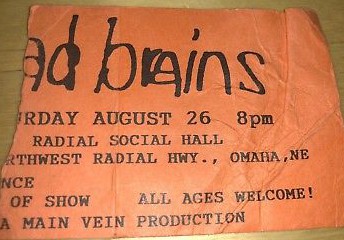 ad brains
URDAY AUGUST 26 8pm
RADIAL SOCIAL HALL
RTHWEST RADIAL HWY., OMAHA,NE
NCE
OF SHOW ALL AGES WELCOME!
A MAIN VEIN PRODUCTION